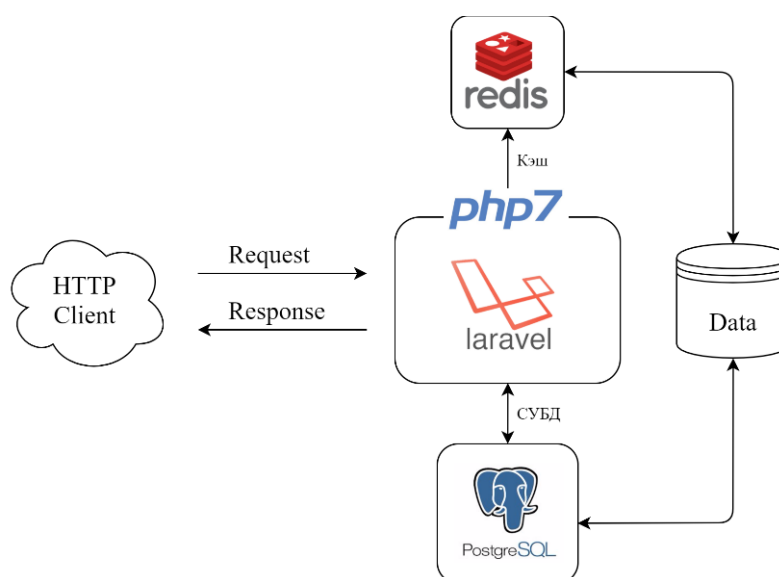 redis
Кэш
php7
HTTP
Client
Request
Response
laravel
Data
СУБД
PostgreSQL